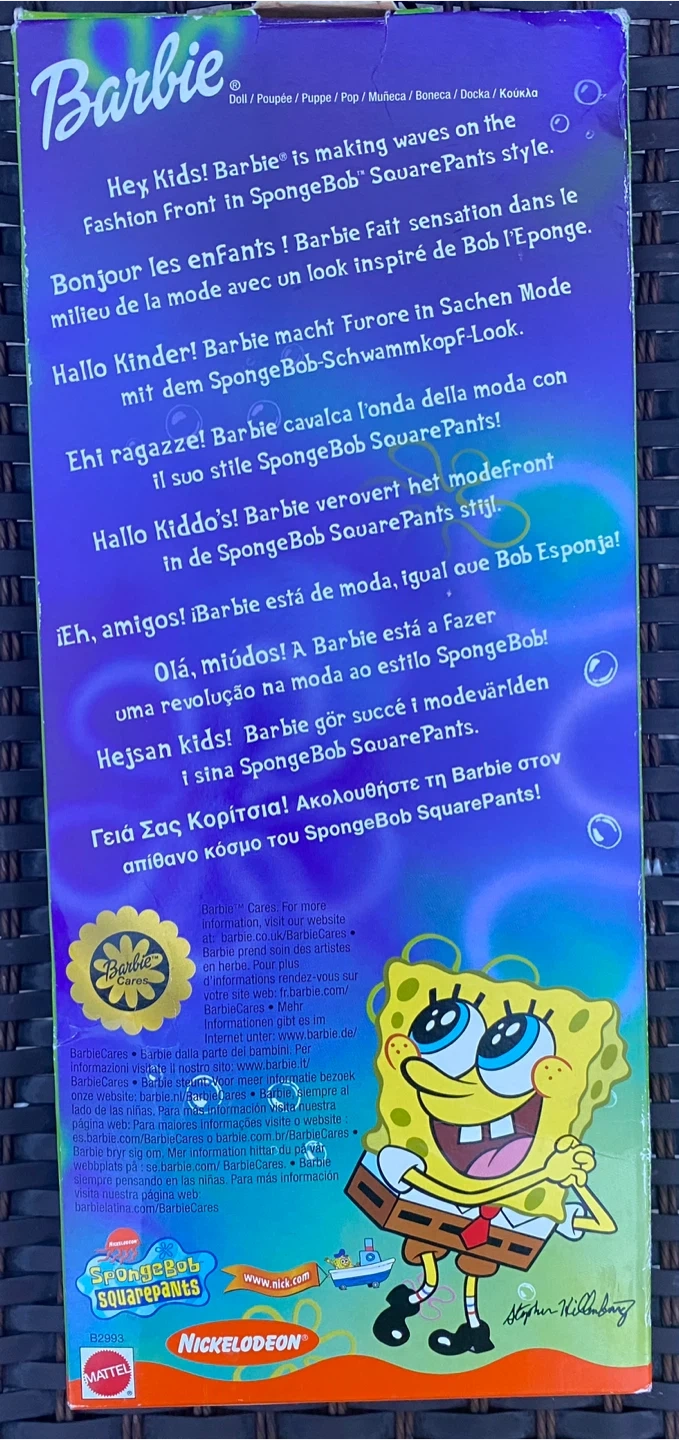 Barbie®
Doll / Poupée / Puppe / Pop / Muñeca / Boneca / Docka / Κούκλα
Hey Kids! Barbie® is making waves on the
Fashion Front in SpongeBob™ SquarePants style.
Bonjour les enfants ! Barbie fait sensation dans le
milieu de la mode avec un look inspiré de Bob l'Eponge.
Hallo Kinder! Barbie macht Furore in Sachen Mode
mit dem SpongeBob-Schwammkopf-Look.
Ehi ragazze! Barbie cavalca l'onda della moda con
il suo stile SpongeBob SquarePants!
Hallo Kiddo's! Barbie verovert het modefront
in de SpongeBob SquarePants stijl.
¡Eh, amigos! ¡Barbie está de moda, igual que Bob Esponja!
Olá, miúdos! A Barbie está a fazer
uma revolução na moda ao estilo SpongeBob!
Hejsan kids! Barbie gör succé i modevärlden
i sina SpongeBob SquarePants.
Γειά Σας Κορίτσια! Ακολουθήστε τη Barbie στον
απίθανο κόσμο του SpongeBob SquarePants!
Barbie™ Cares
Barbie™ Cares. For more
information, visit our website
at: barbie.co.uk/BarbieCares •
Barbie prend soin des artistes
en herbe. Pour plus
d'informations rendez-vous sur
votre site web: fr.barbie.com/
BarbieCares • Mehr
Informationen gibt es im
Internet unter: www.barbie.de/
BarbieCares • Barbie dalla parte dei bambini. Per
informazioni visitate il nostro sito: www.barbie.it/
BarbieCares • Barbie steunt. Voor meer informatie bezoek
onze website: barbie.nl/BarbieCares • Barbie, siempre al
lado de las niñas. Para más información visita nuestra
página web: Para maiores informações visite o website :
es.barbie.com/BarbieCares o barbie.com.br/BarbieCares •
Barbie bryr sig om. Mer information hittar du på vår
webbplats på : se.barbie.com/ BarbieCares. • Barbie
siempre pensando en las niñas. Para más información
visita nuestra página web:
barbielatina.com/BarbieCares
NICKELODEON
SpongeBob
SquarePants
www.nick.com
Stephen Hillenburg
B2993
NICKELODEON®
MATTEL®